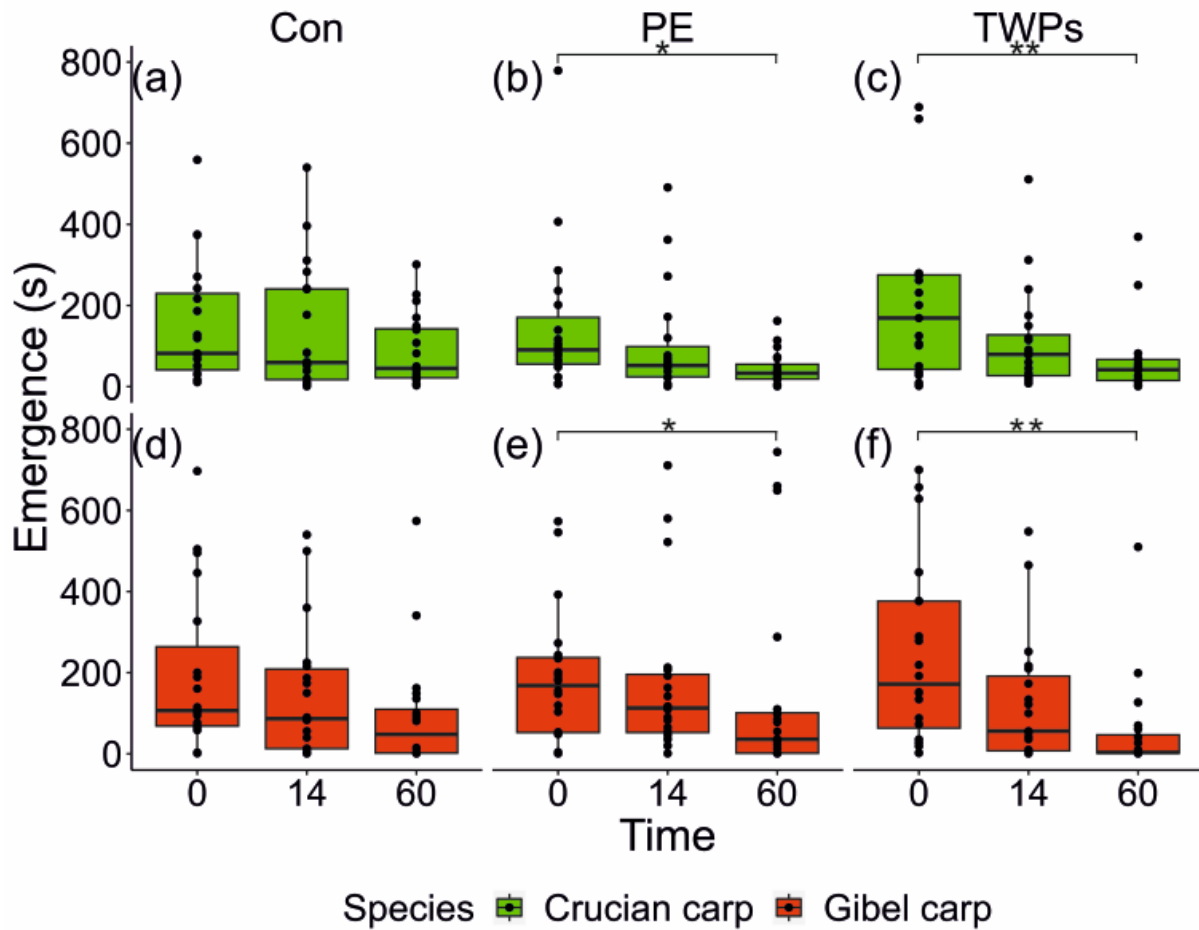 Con PE TWPs
800 (a) (b) * (c) **
600
400
200
0
800 (d) (e) * (f) **
600
400
200
0
Emergence (s)
0 14 60 0 14 60 0 14 60
Time
Species Crucian carp Gibel carp